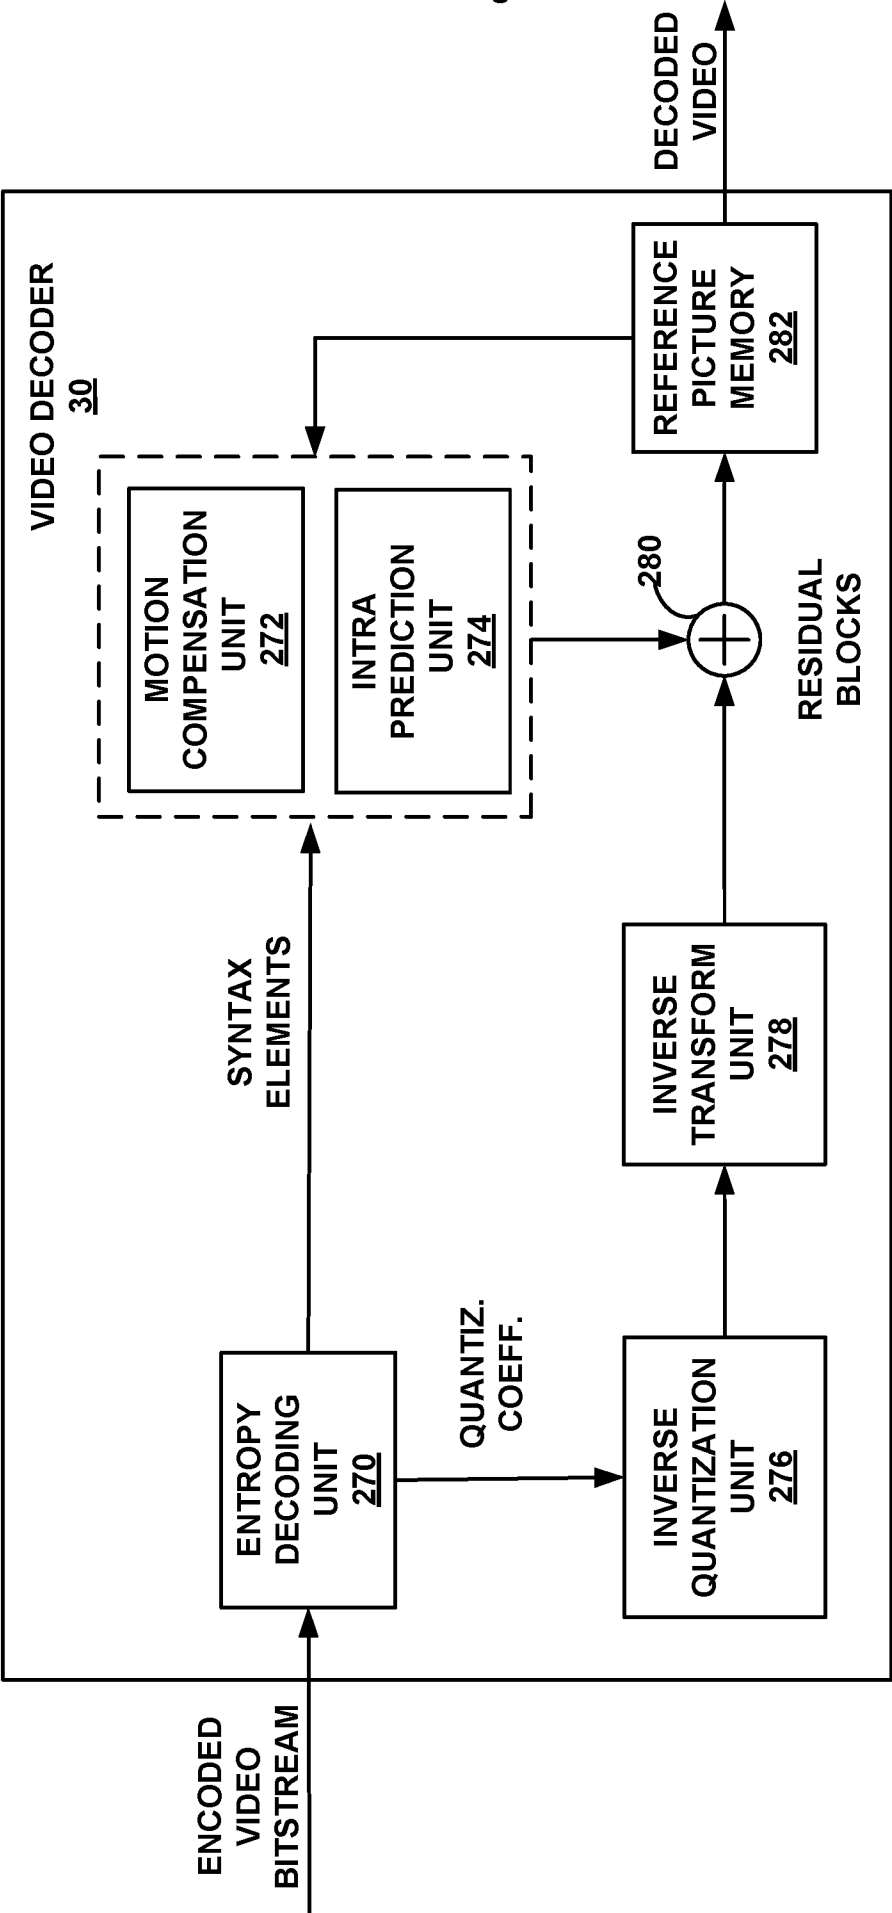 VIDEO DECODER
30
ENCODED
VIDEO
BITSTREAM
ENTROPY
DECODING
UNIT
270
SYNTAX
ELEMENTS
MOTION
COMPENSATION
UNIT
272
INTRA
PREDICTION
UNIT
274
QUANTIZ.
COEFF.
INVERSE
QUANTIZATION
UNIT
276
INVERSE
TRANSFORM
UNIT
278
280
RESIDUAL
BLOCKS
REFERENCE
PICTURE
MEMORY
282
DECODED
VIDEO